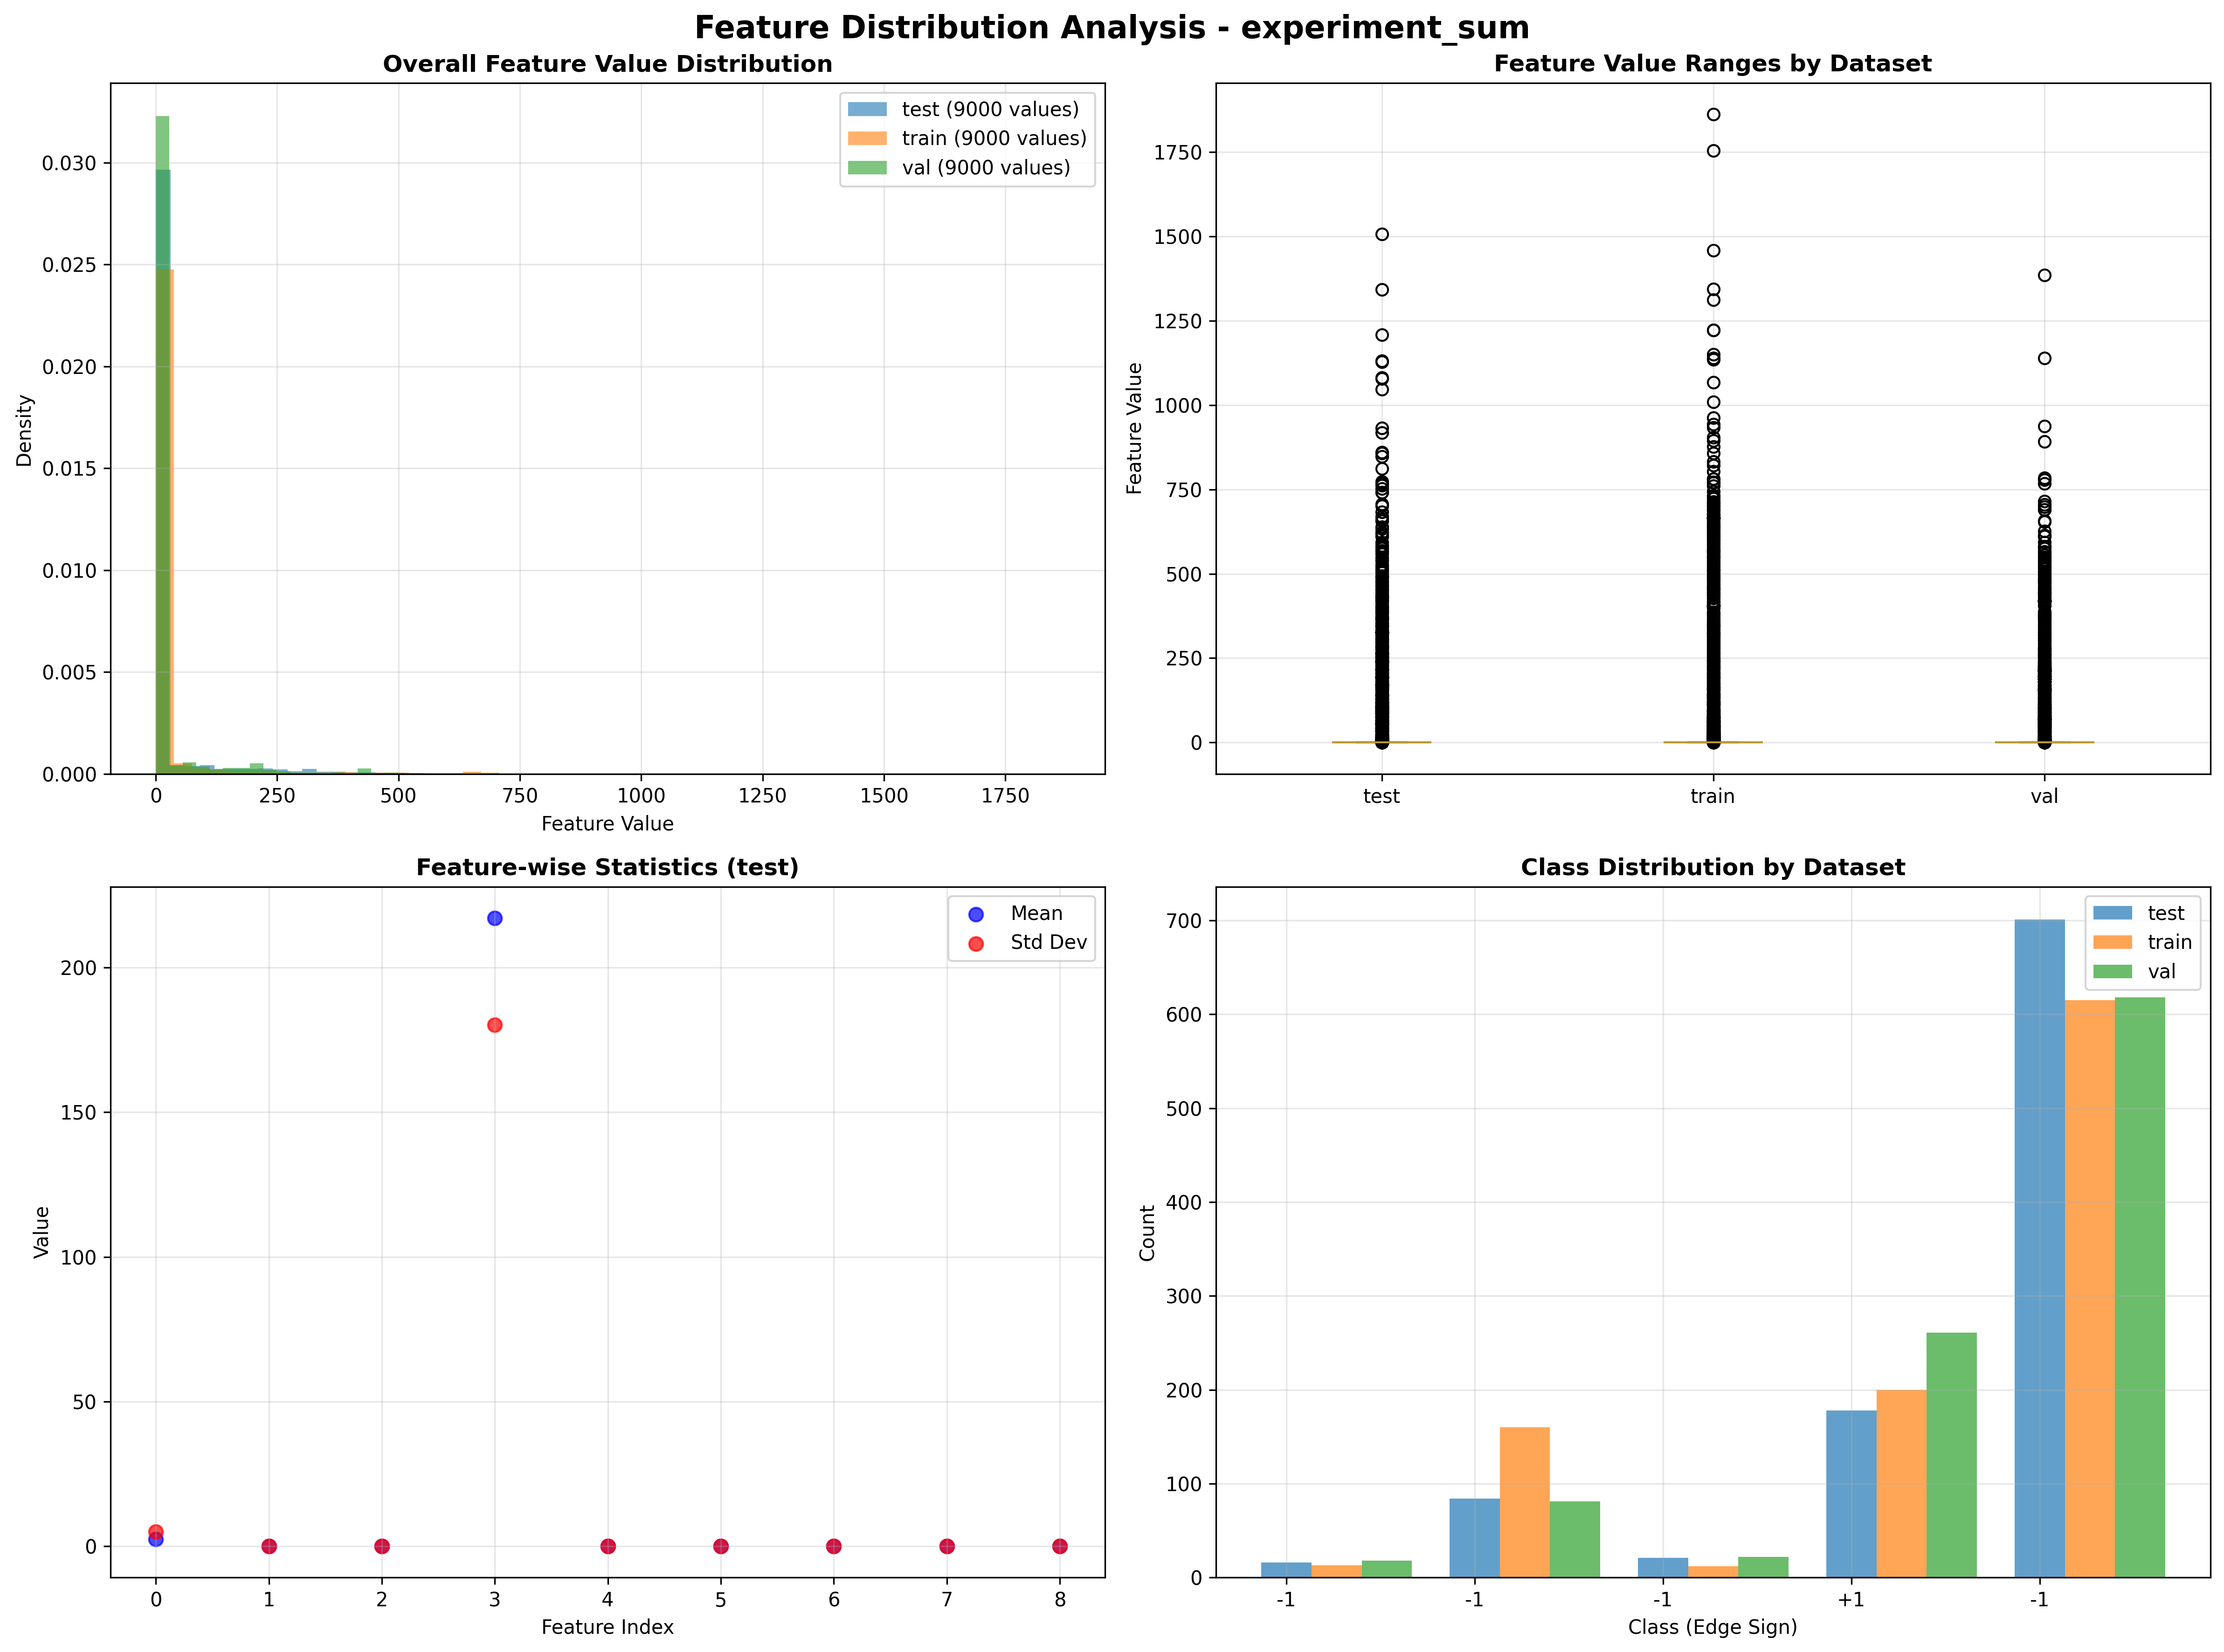 Feature Distribution Analysis - experiment_sum
Overall Feature Value Distribution
test (9000 values)
train (9000 values)
val (9000 values)
Density
0.030
0.025
0.020
0.015
0.010
0.005
0.000
0 250 500 750 1000 1250 1500 1750
Feature Value
Feature Value Ranges by Dataset
Feature Value
1750
1500
1250
1000
750
500
250
0
test train val
Feature-wise Statistics (test)
Mean
Std Dev
Value
200
150
100
50
0
0 1 2 3 4 5 6 7 8
Feature Index
Class Distribution by Dataset
test
train
val
Count
700
600
500
400
300
200
100
0
-1 -1 -1 +1 -1
Class (Edge Sign)